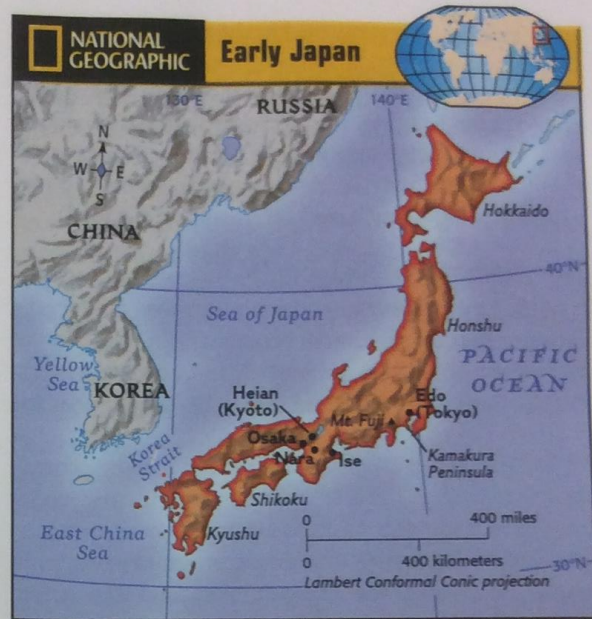 NATIONAL
GEOGRAPHIC
Early Japan
130°E
RUSSIA
140°E
N
W
E
S
CHINA
Hokkaido
40°N
Sea of Japan
Honshu
PACIFIC
OCEAN
Yellow
Sea
KOREA
Heian
(Kyōto)
Edo
(Tokyo)
Mt. Fuji
Osaka
Korea
Strait
Nara
Ise
Kamakura
Peninsula
Shikoku
East China
Sea
Kyushu
0
400 miles
0
400 kilometers
Lambert Conformal Conic projection
30°N